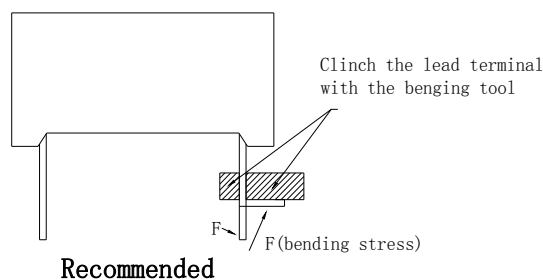 Clinch the lead terminal
with the benging tool
F
F(bending stress)
Recommended